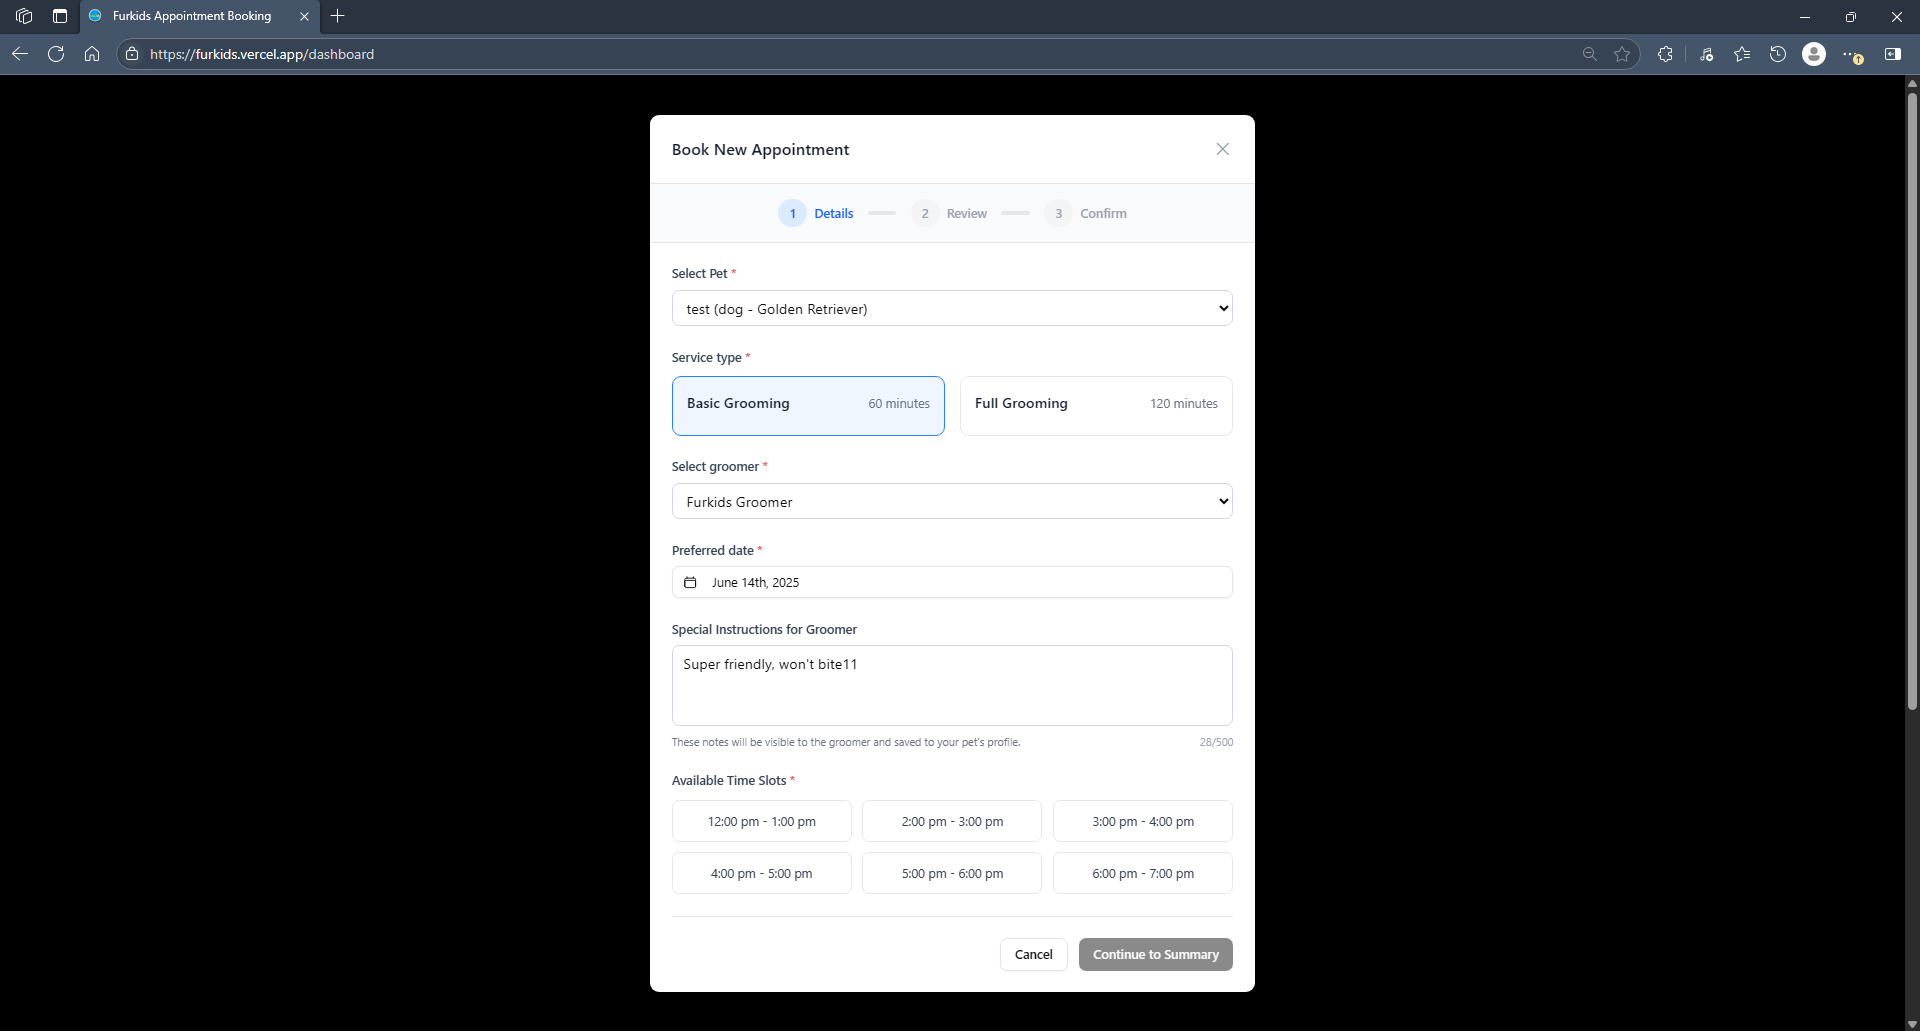 Furkids Appointment Booking
https://furkids.vercel.app/dashboard
Book New Appointment
1 Details 2 Review 3 Confirm
Select Pet *
test (dog - Golden Retriever)
Service type *
Basic Grooming 60 minutes Full Grooming 120 minutes
Select groomer *
Furkids Groomer
Preferred date *
June 14th, 2025
Special Instructions for Groomer
Super friendly, won't bite11
These notes will be visible to the groomer and saved to your pet's profile. 28/500
Available Time Slots *
12:00 pm - 1:00 pm 2:00 pm - 3:00 pm 3:00 pm - 4:00 pm
4:00 pm - 5:00 pm 5:00 pm - 6:00 pm 6:00 pm - 7:00 pm
Cancel Continue to Summary